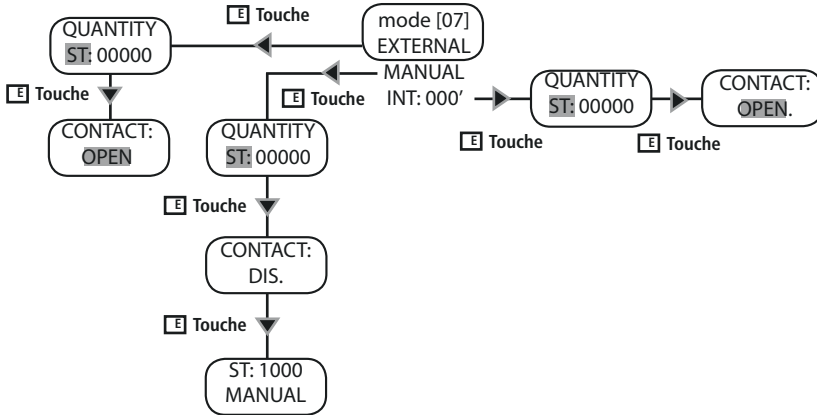 E Touche
mode [07]
EXTERNAL
MANUAL
INT: 000’
QUANTITY
ST: 00000
E Touche
CONTACT:
OPEN
E Touche
QUANTITY
ST: 00000
E Touche
CONTACT:
DIS.
E Touche
ST: 1000
MANUAL
E Touche
QUANTITY
ST: 00000
E Touche
CONTACT:
OPEN.